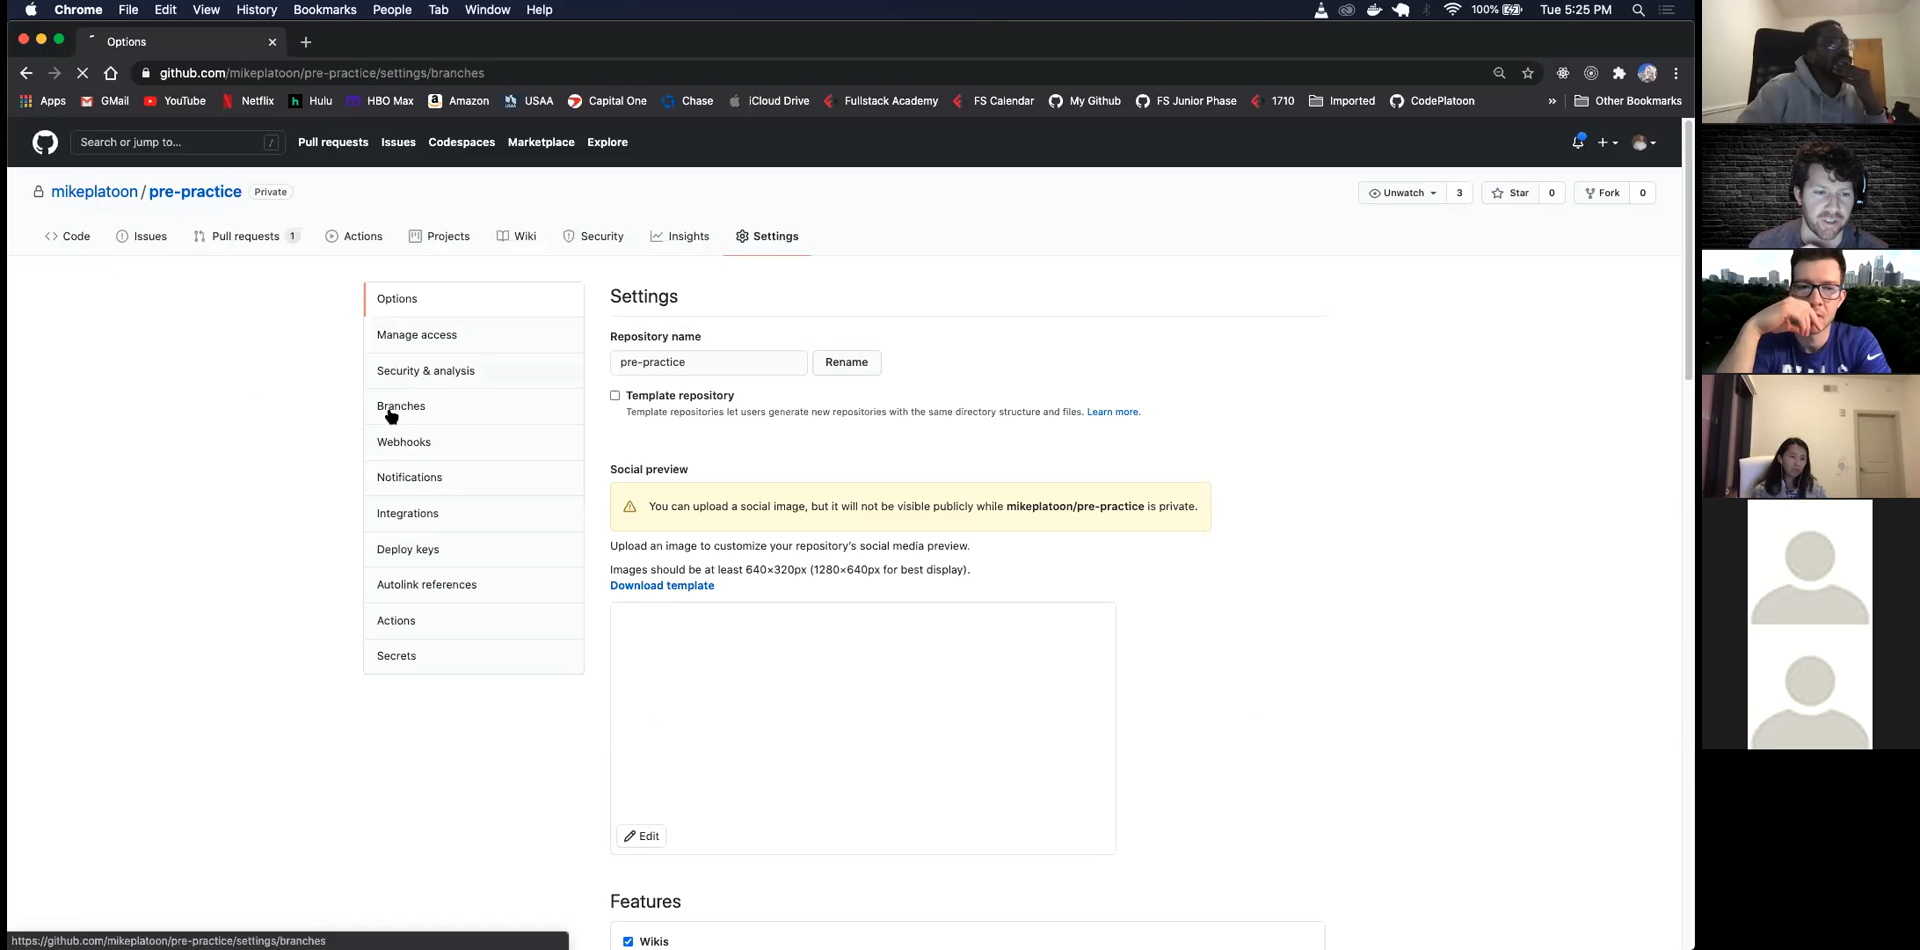 Chrome File Edit View History Bookmarks People Tab Window Help 100% Tue 5:25 PM
Options
github.com/mikeplatoon/pre-practice/settings/branches
Apps GMail YouTube Netflix h Hulu HBO Max Amazon USAA Capital One Chase iCloud Drive Fullstack Academy FS Calendar My Github FS Junior Phase 1710 Imported CodePlatoon » Other Bookmarks
Search or jump to... / Pull requests Issues Codespaces Marketplace Explore
mikeplatoon / pre-practice Private Unwatch 3 Star 0 Fork 0
Code Issues Pull requests 1 Actions Projects Wiki Security Insights Settings
Options
Manage access
Security & analysis
Branches
Webhooks
Notifications
Integrations
Deploy keys
Autolink references
Actions
Secrets
Settings
Repository name
pre-practice Rename
Template repository
Template repositories let users generate new repositories with the same directory structure and files. Learn more.
Social preview
You can upload a social image, but it will not be visible publicly while mikeplatoon/pre-practice is private.
Upload an image to customize your repository's social media preview.
Images should be at least 640×320px (1280×640px for best display).
Download template
Edit
Features
Wikis
https://github.com/mikeplatoon/pre-practice/settings/branches